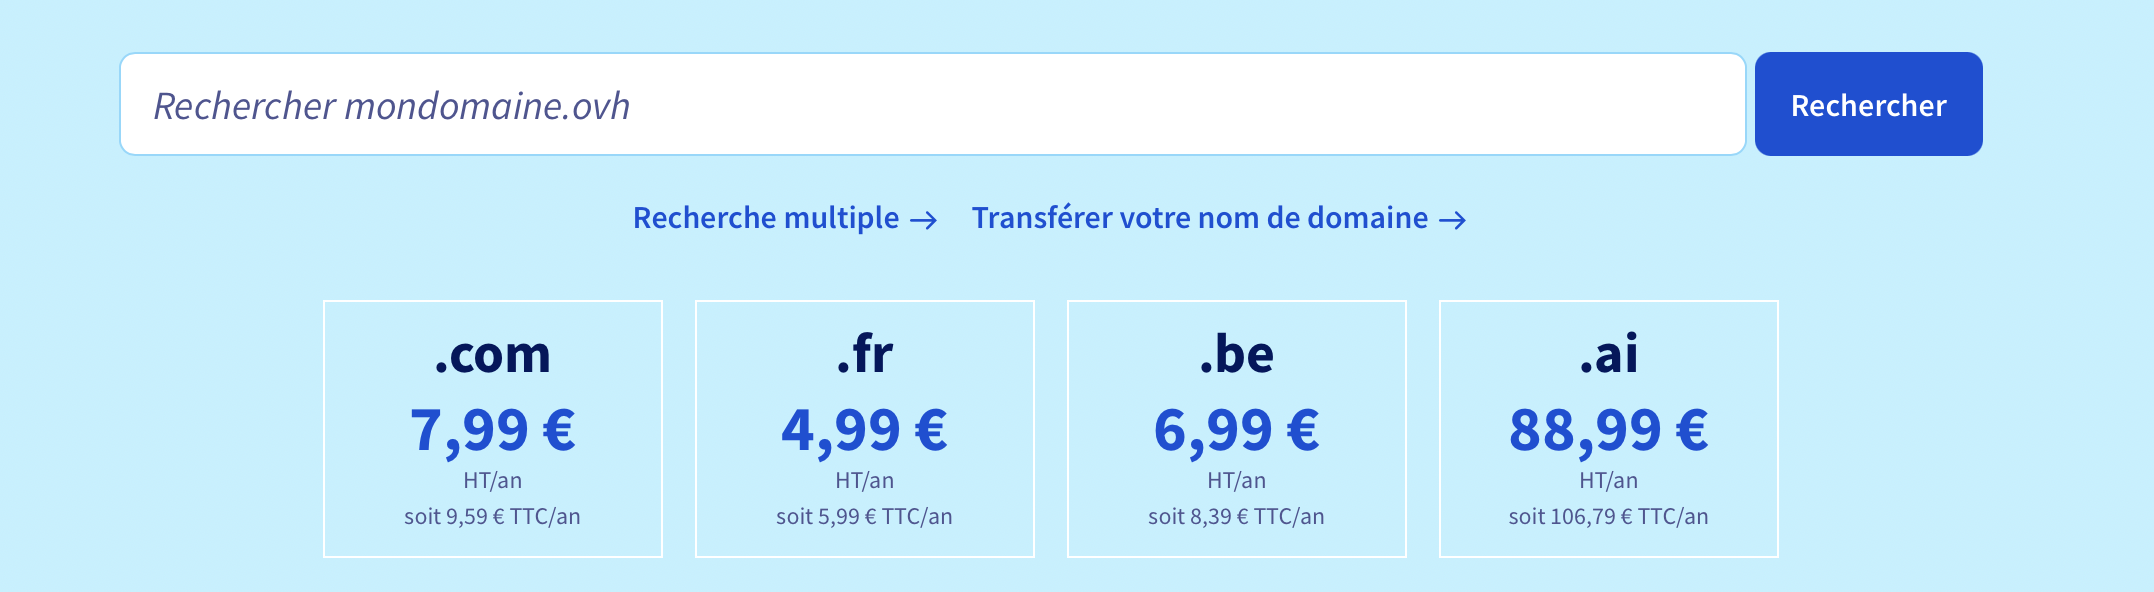 Rechercher mondomaine.ovh
Rechercher
Recherche multiple →
Transférer votre nom de domaine →
.com
7,99 €
HT/an
soit 9,59 € TTC/an
.fr
4,99 €
HT/an
soit 5,99 € TTC/an
.be
6,99 €
HT/an
soit 8,39 € TTC/an
.ai
88,99 €
HT/an
soit 106,79 € TTC/an